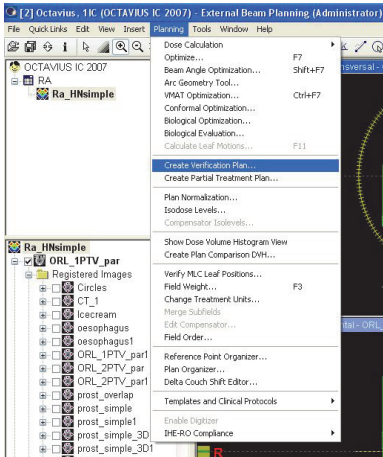 [2] Octavius, 1IC (OCTAVIUS IC 2007) - External Beam Planning (Administrator)
File QuickLinks Edit View Insert Planning Tools Window Help
OCTAVIUS IC 2007
RA
Ra_HNsimple
Dose Calculation
Optimize... F7
Beam Angle Optimization... Shift+F7
Arc Geometry Tool...
VMAT Optimization... Ctrl+F7
Conformal Optimization...
Biological Optimization...
Biological Evaluation...
Calculate Leaf Motions... F11
Create Verification Plan...
Create Partial Treatment Plan...
Plan Normalization...
Isodose Levels...
Compensator Isolevels...
Show Dose Volume Histogram View
Create Plan Comparison DVH...
Verify MLC Leaf Positions...
Field Weight... F3
Change Treatment Units...
Merge Subfields
Edit Compensator...
Field Order...
Reference Point Organizer...
Plan Organizer...
Delta Couch Shift Editor...
Templates and Clinical Protocols
Enable Digitizer
IHE-RO Compliance
Ra_HNsimple
ORL_1PTV_par
Registered Images
Circles
CT_1
Icecream
oesophagus
oesophagus1
ORL_1PTV_par1
ORL_2PTV_par
ORL_2PTV_par1
prost_overlap
prost_simple
prost_simple1
prost_simple_3D
prost_simple_3D1
nsversal -
ntal - ORL_
R